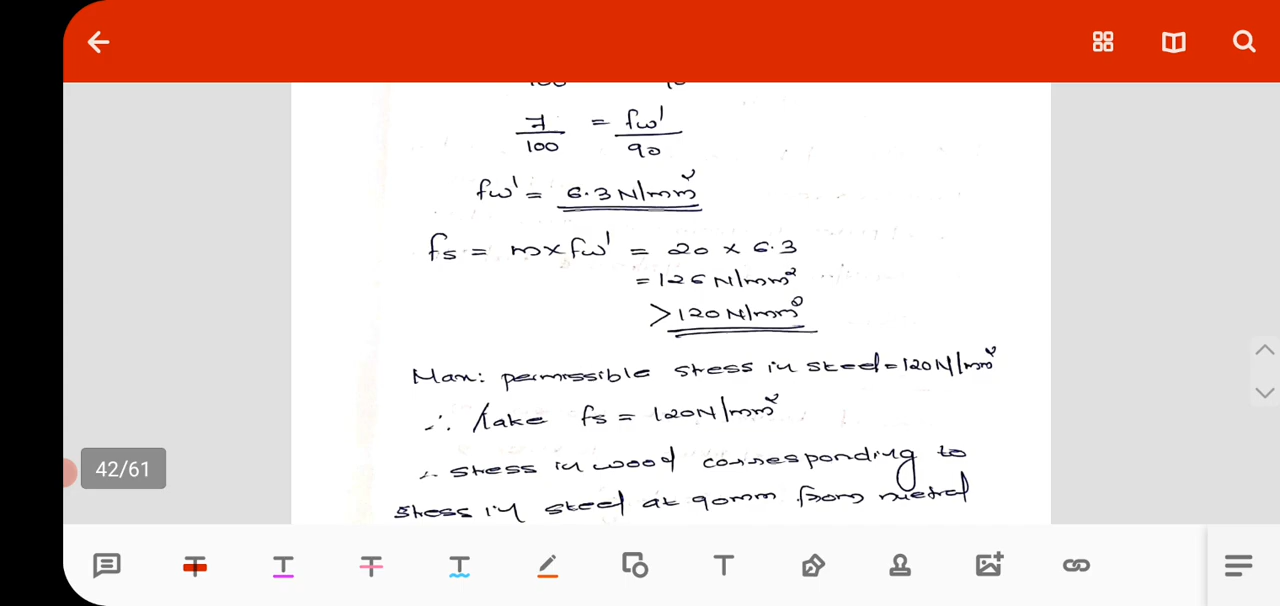 7/100 = fw'/90
fw' = 6.3 N/mm²
fs = m x fw' = 20 x 6.3
= 126 N/mm²
> 120 N/mm²
Max: permissible stress in steel = 120 N/mm²
∴ take fs = 120 N/mm²
∴ stress in wood corresponding to
stress in steel at 90mm from nietral
42/61
T T T T T